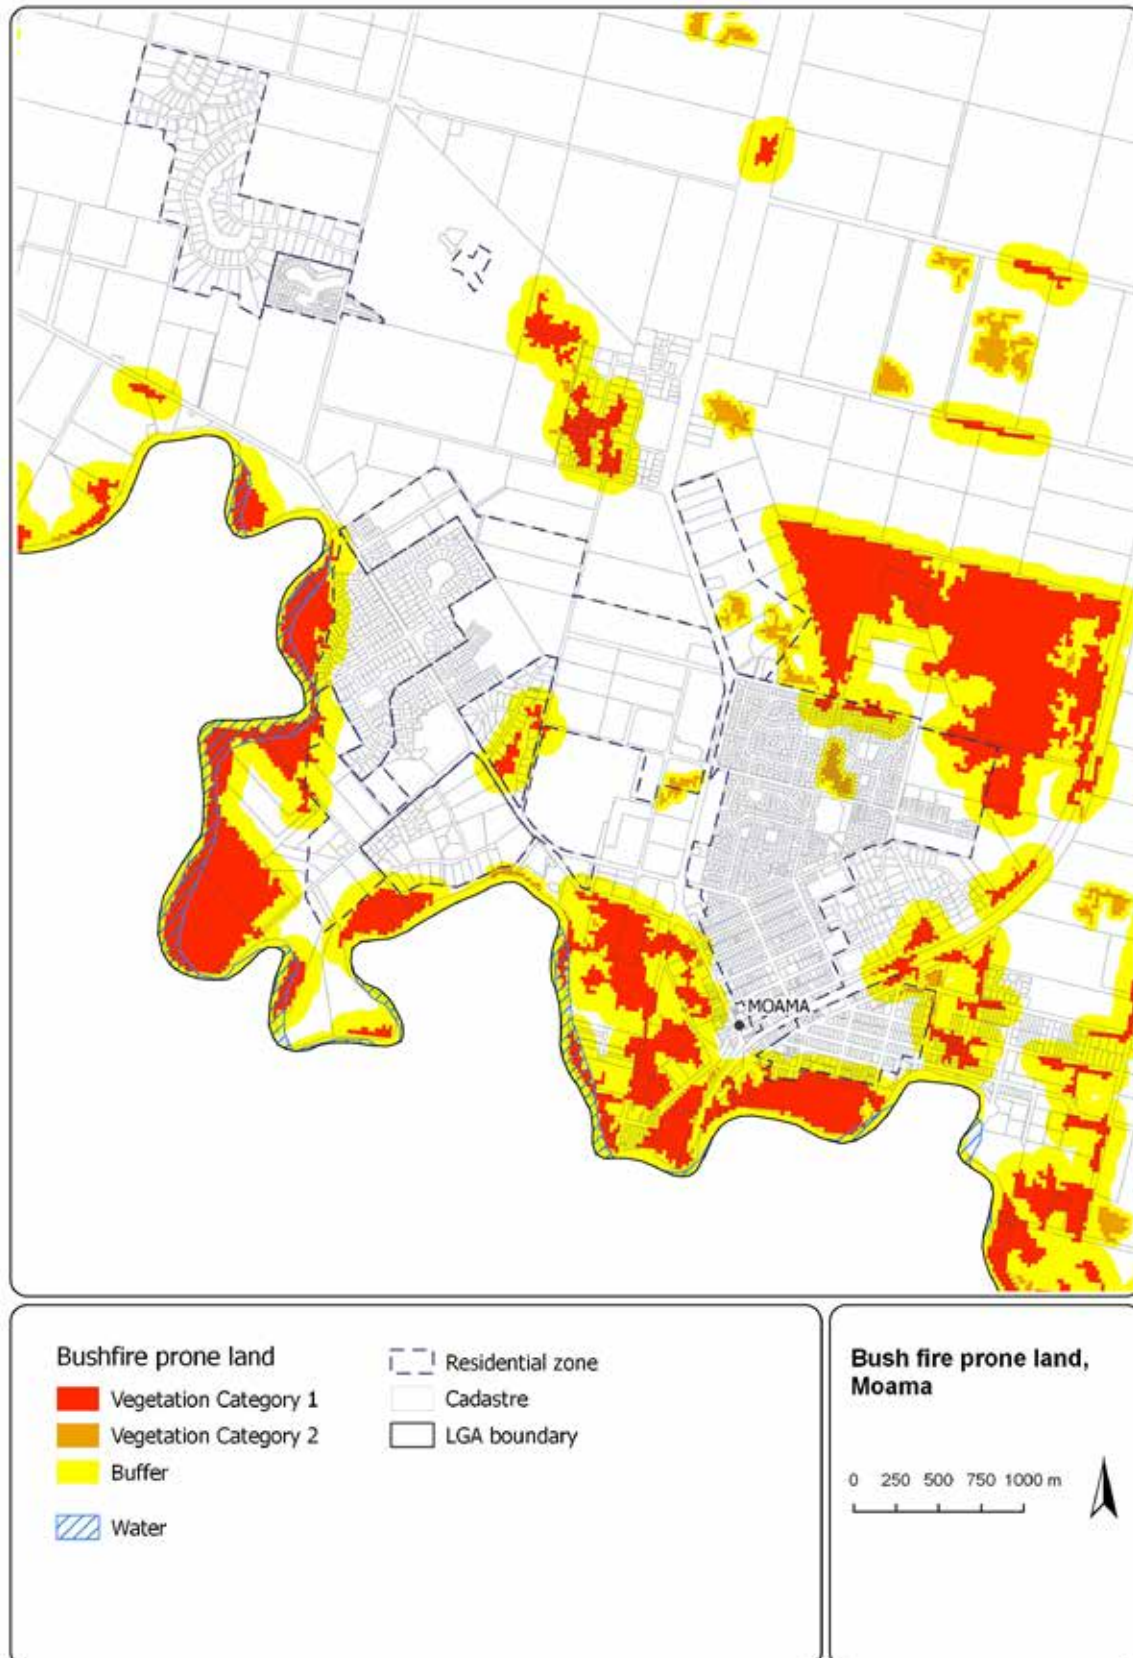 MOAMA
Bushfire prone land
Vegetation Category 1
Vegetation Category 2
Buffer
Water
Residential zone
Cadastre
LGA boundary
Bush fire prone land,
Moama
0 250 500 750 1000 m